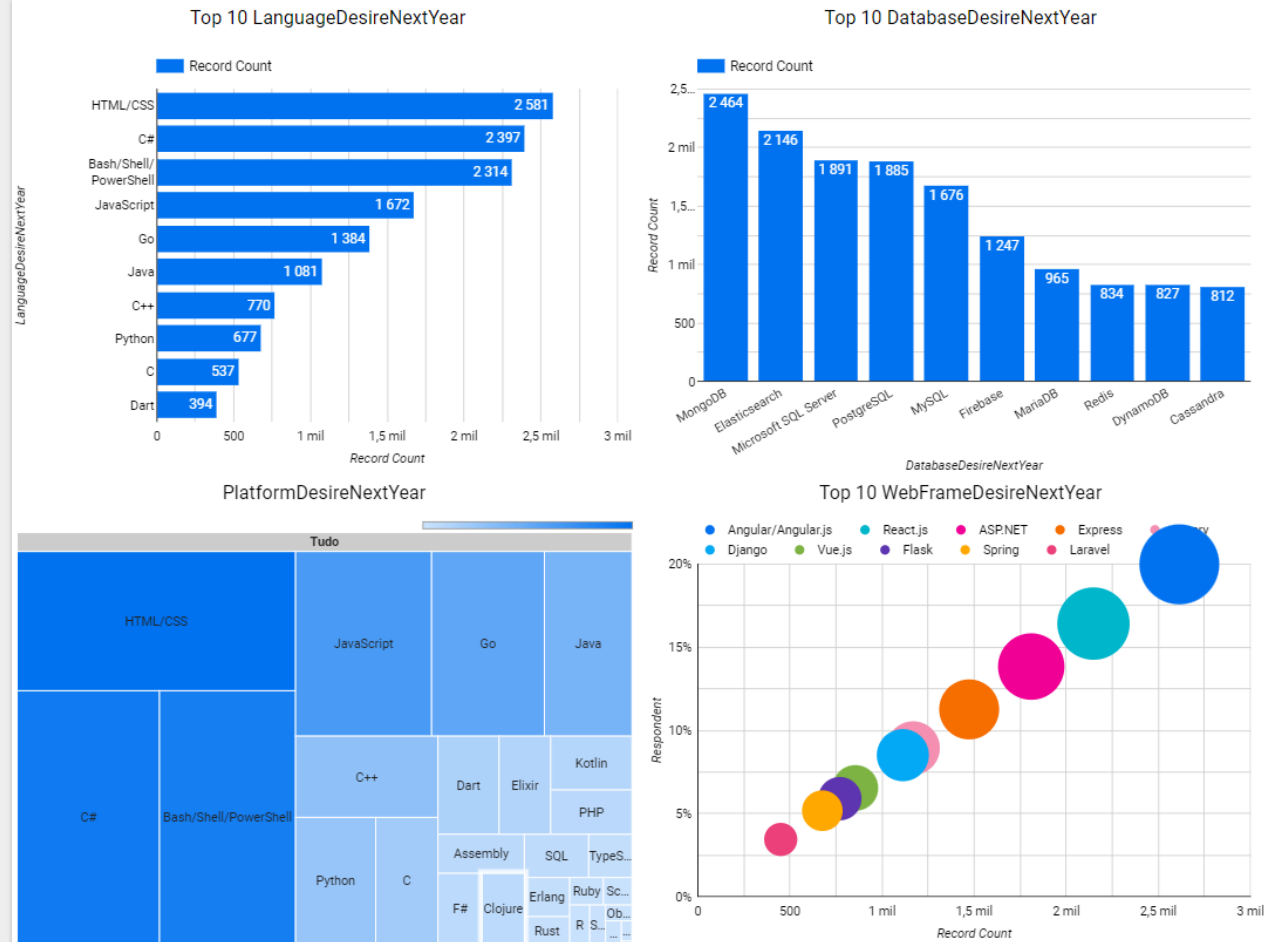 Top 10 LanguageDesireNextYear
Record Count
LanguageDesireNextYear
HTML/CSS
2 581
C#
2 397
Bash/Shell/
PowerShell
2 314
JavaScript
1 672
Go
1 384
Java
1 081
C++
770
Python
677
C
537
Dart
394
0 500 1 mil 1,5 mil 2 mil 2,5 mil 3 mil
Record Count
Top 10 DatabaseDesireNextYear
Record Count
Record Count
2,5...
2 mil
1,5...
1 mil
500
0
2 464
2 146
1 891
1 885
1 676
1 247
965
834
827
812
MongoDB
Elasticsearch
Microsoft SQL Server
PostgreSQL
MySQL
Firebase
MariaDB
Redis
DynamoDB
Cassandra
DatabaseDesireNextYear
PlatformDesireNextYear
Tudo
HTML/CSS
JavaScript
Go
Java
C#
Bash/Shell/PowerShell
C++
Dart
Elixir
Kotlin
PHP
Python
C
Assembly
SQL
TypeS...
F#
Clojure
Erlang
Ruby
Sc...
Rust
R
S...
Ob...
...
...
Top 10 WebFrameDesireNextYear
Angular/Angular.js React.js ASP.NET Express
Django Vue.js Flask Spring Laravel
Respondent
20%
15%
10%
5%
0%
0 500 1 mil 1,5 mil 2 mil 2,5 mil 3 mil
Record Count